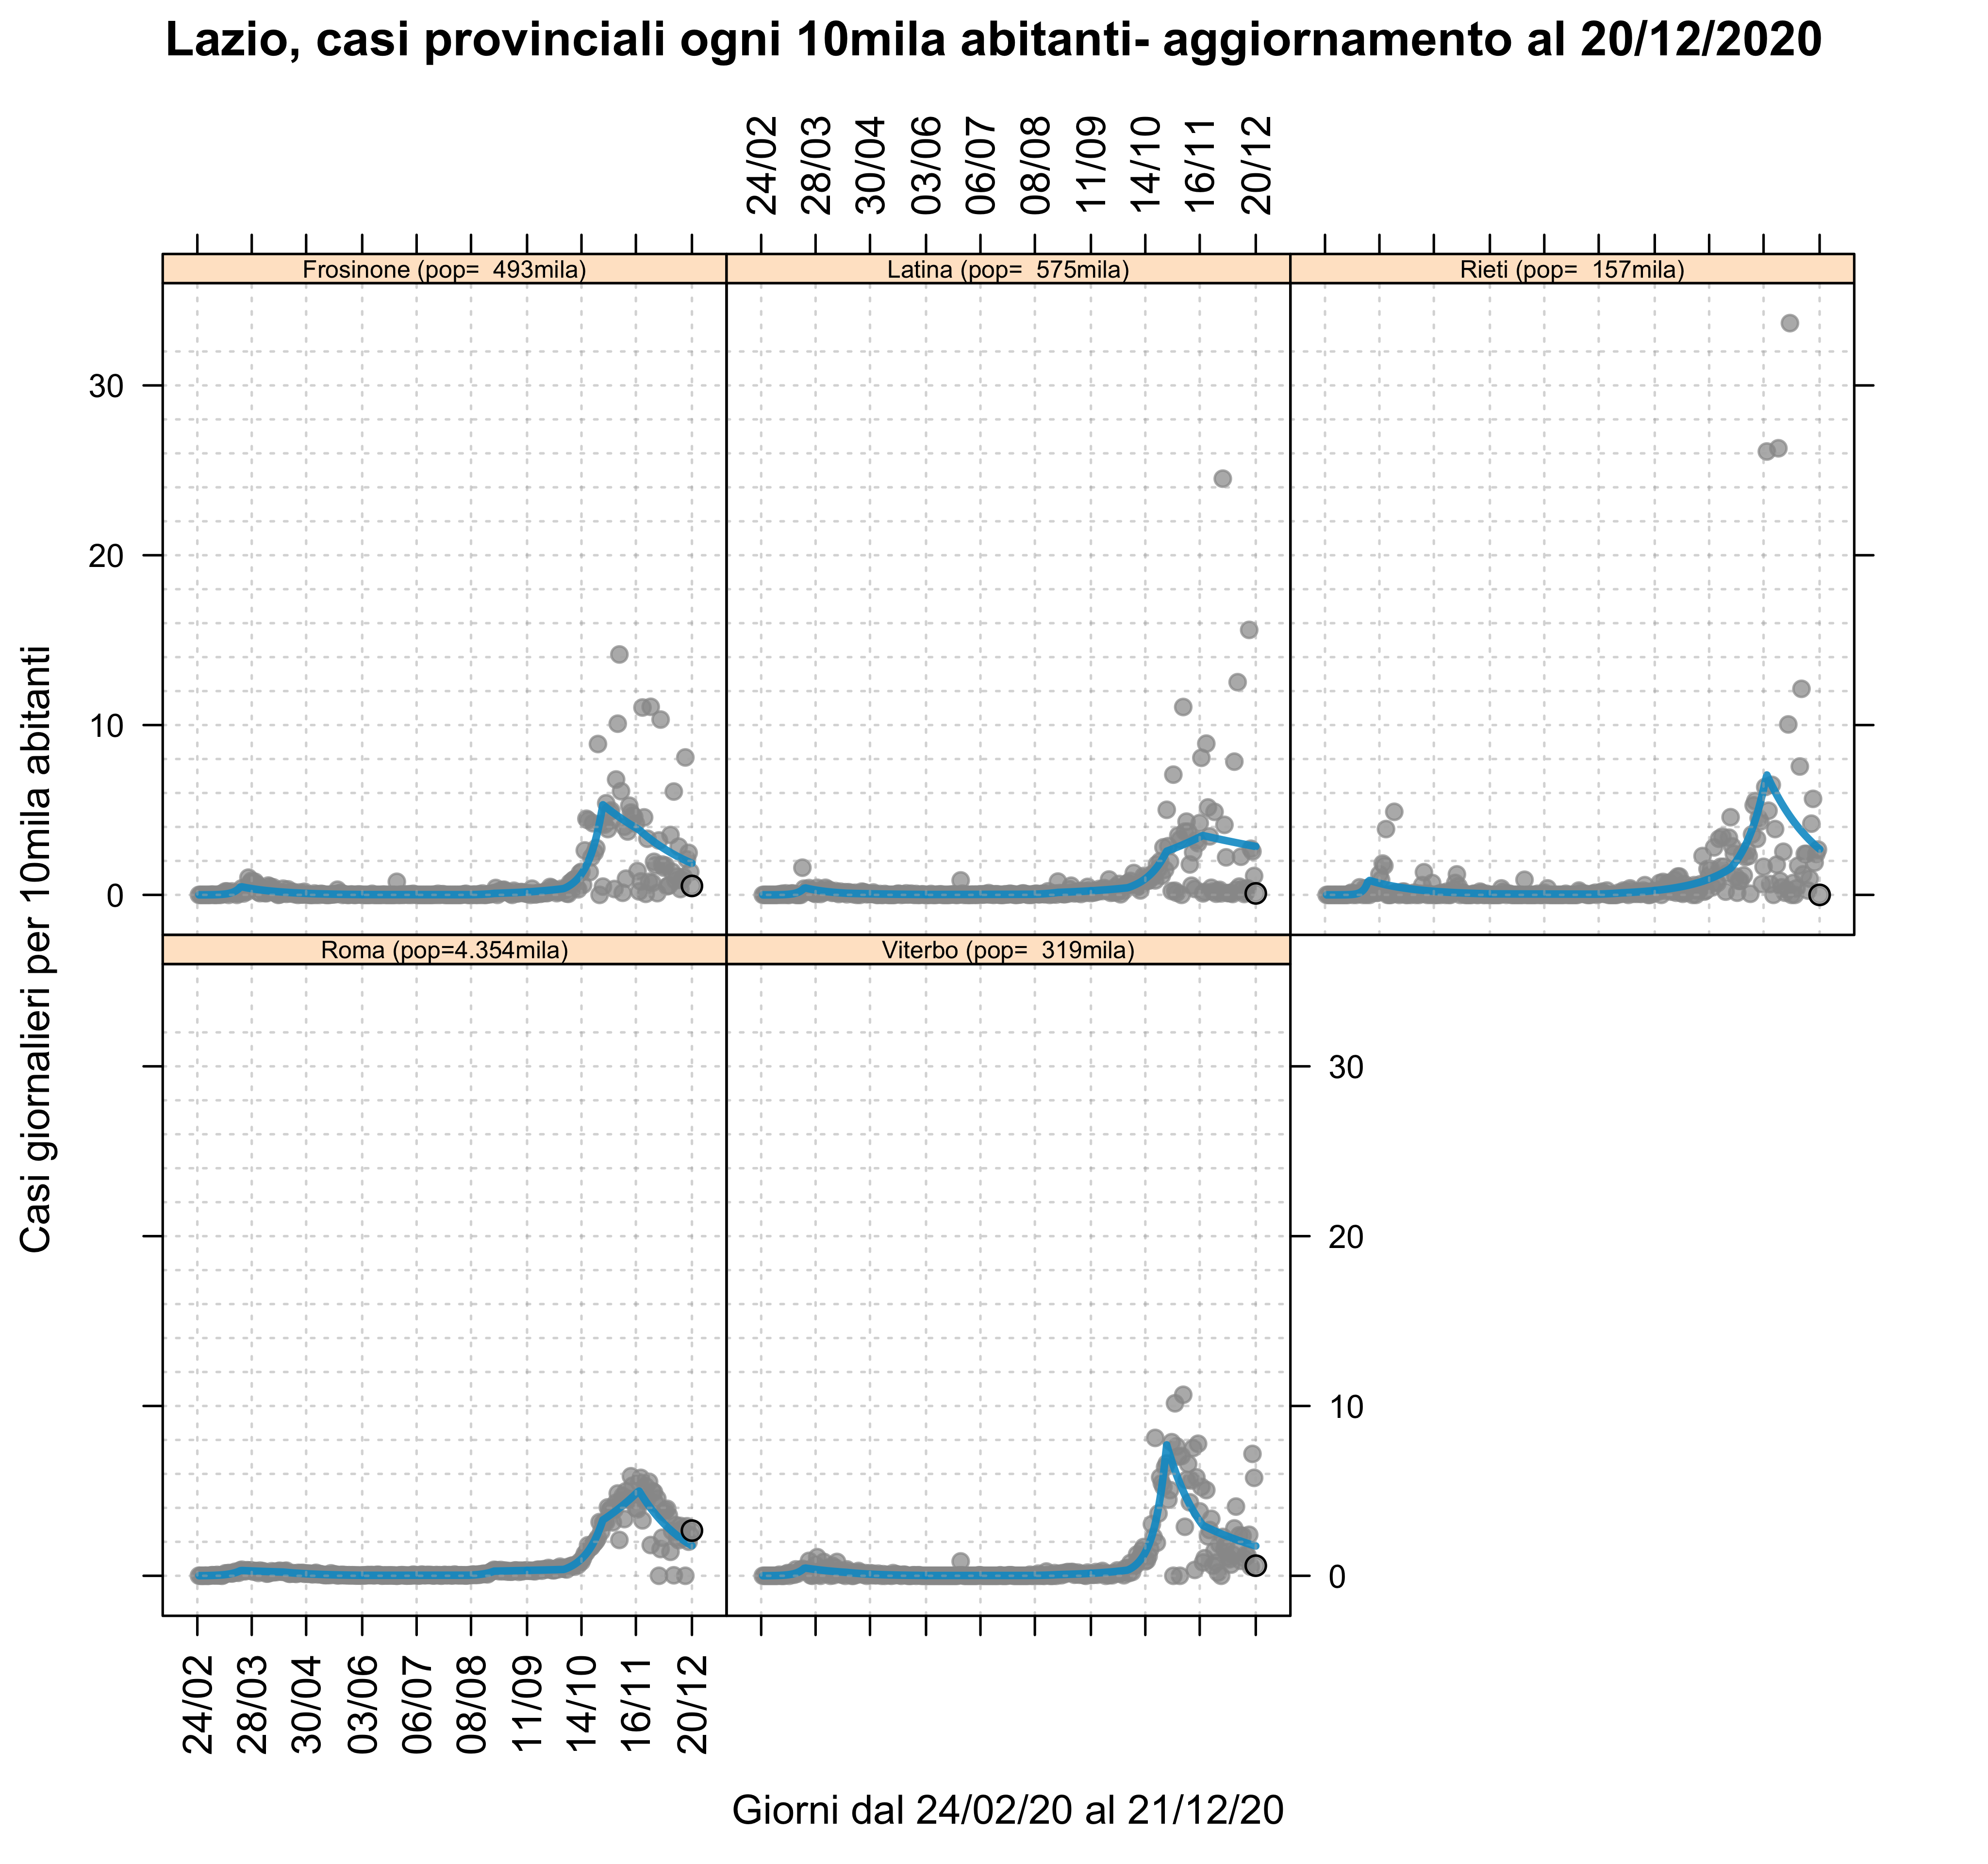 Lazio, casi provinciali ogni 10mila abitanti- aggiornamento al 20/12/2020
24/02 28/03 30/04 03/06 06/07 08/08 11/09 14/10 16/11 20/12
Frosinone (pop=  493mila)
Latina (pop=  575mila)
Rieti (pop=  157mila)
30
20
10
0
Casi giornalieri per 10mila abitanti
Roma (pop=4.354mila)
Viterbo (pop=  319mila)
30
20
10
0
24/02 28/03 30/04 03/06 06/07 08/08 11/09 14/10 16/11 20/12
Giorni dal 24/02/20 al 21/12/20